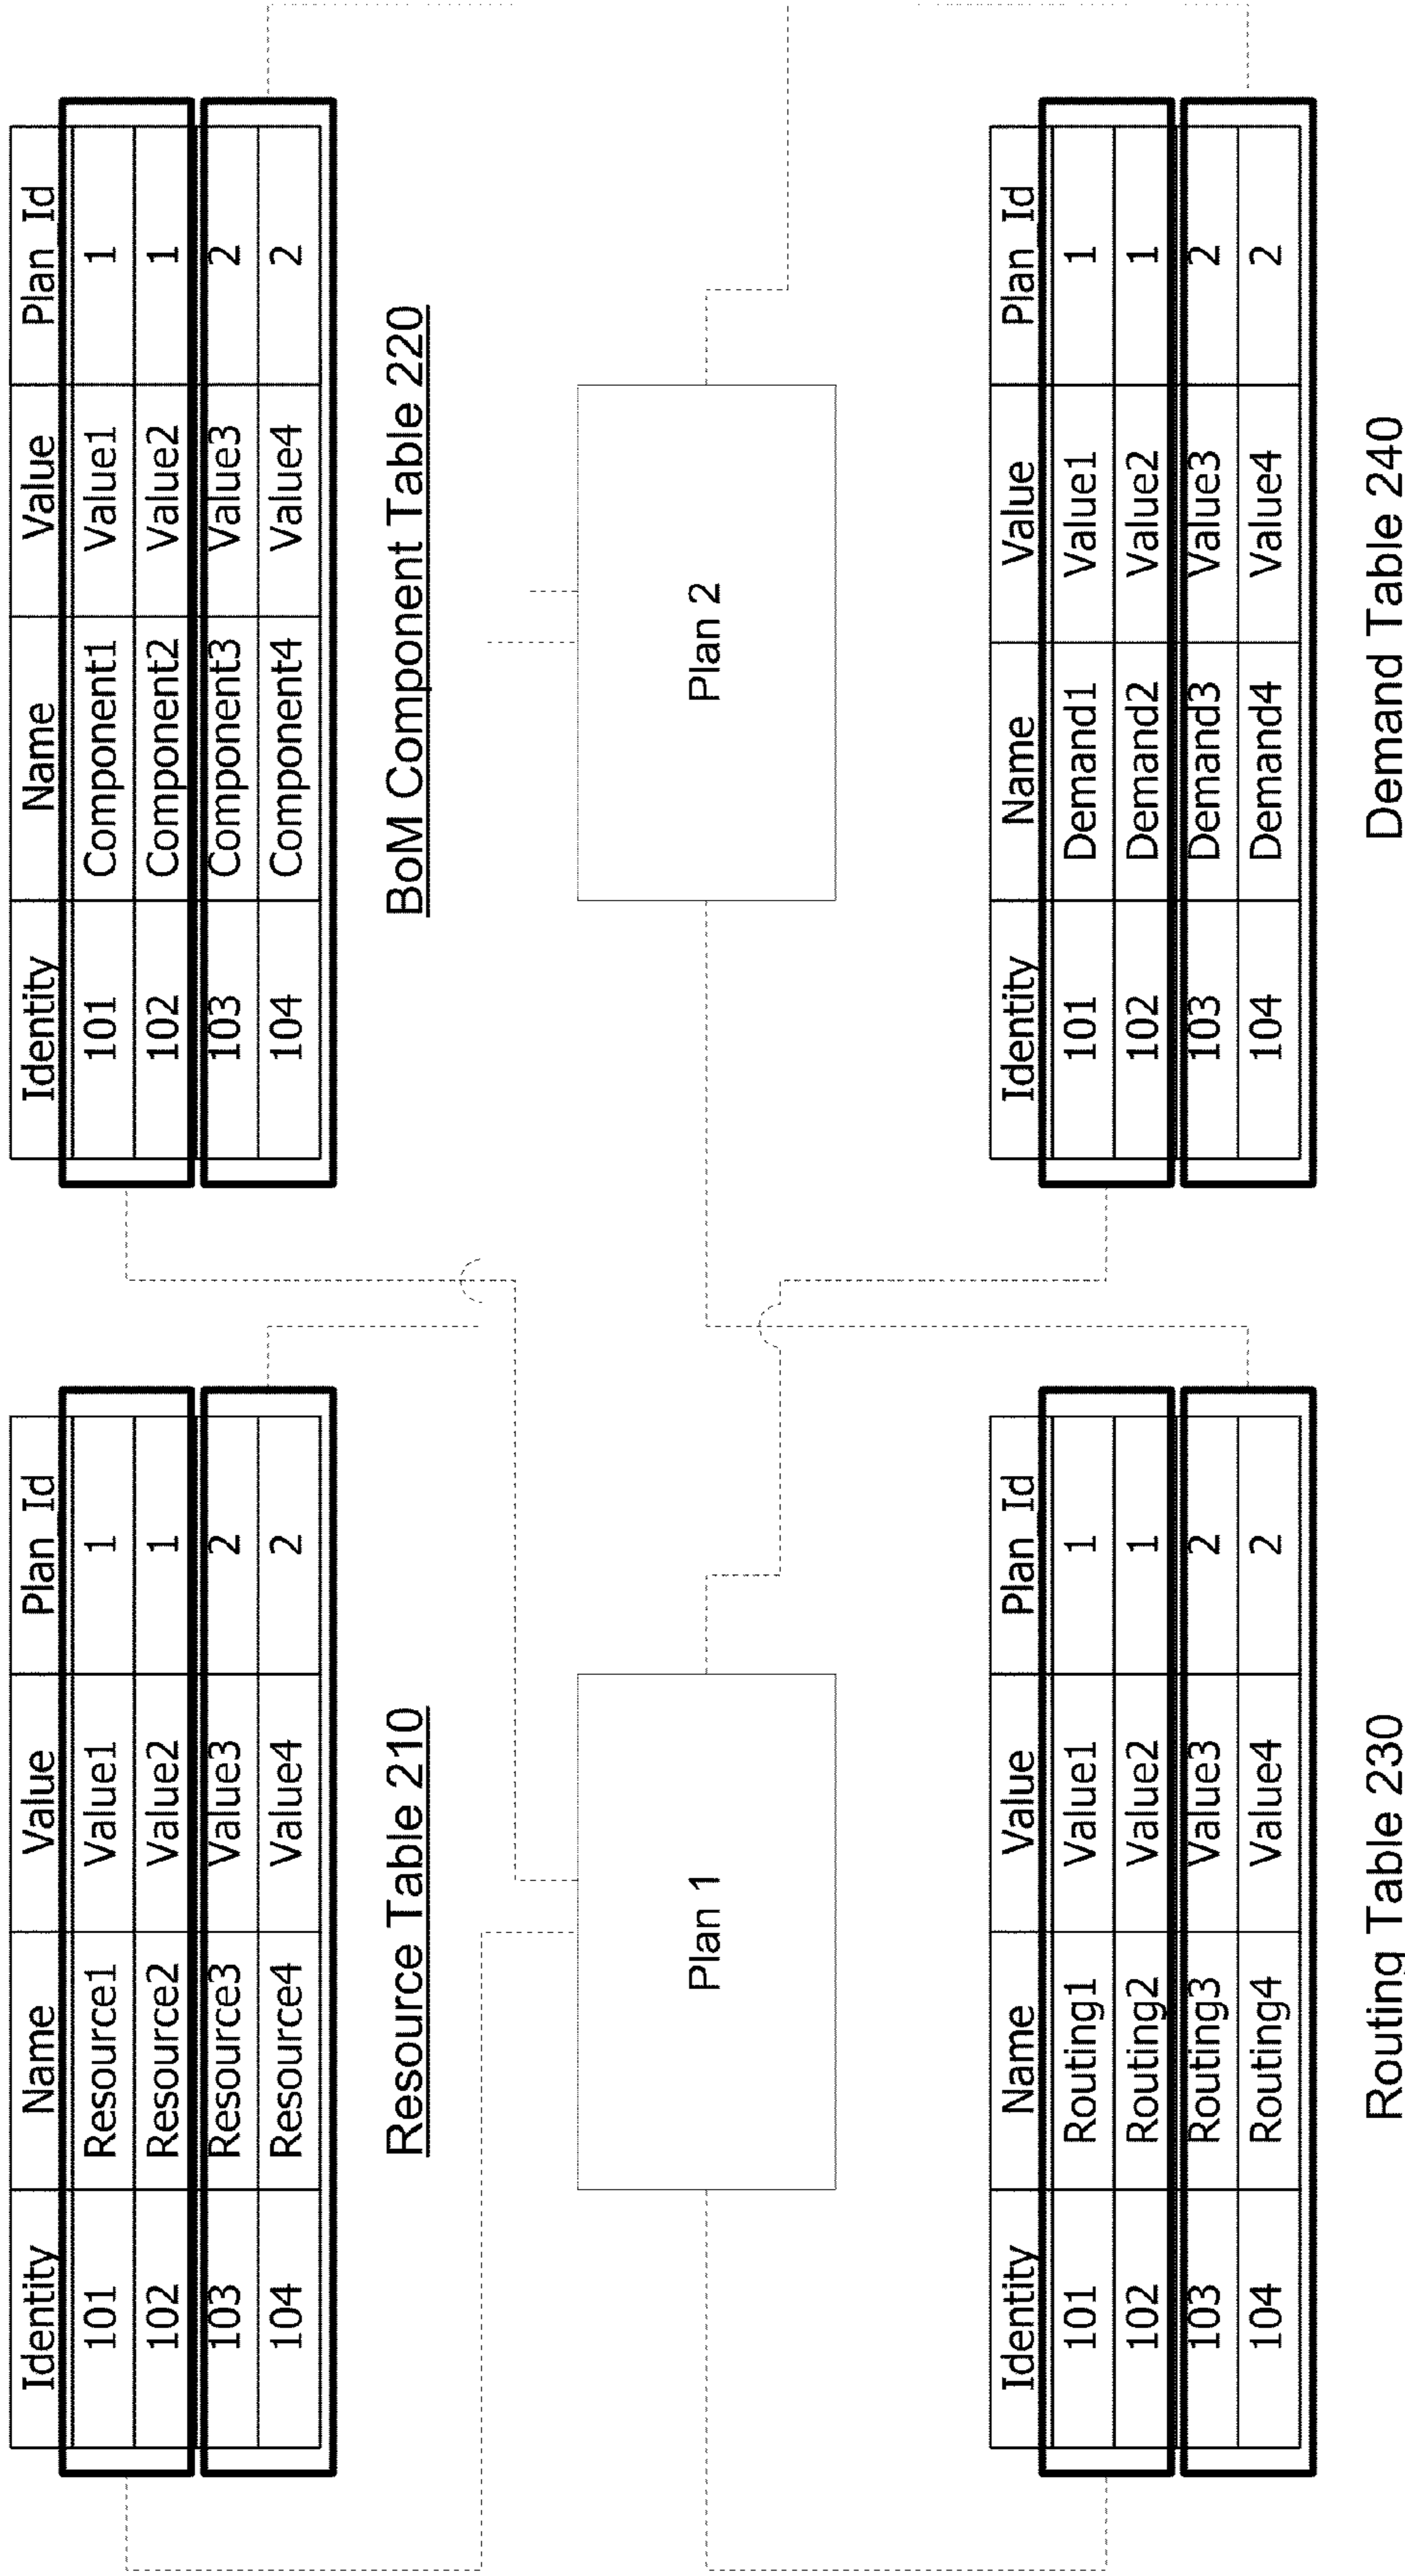 Identity Name Value Plan Id
101 Resource1 Value1 1
102 Resource2 Value2 1
103 Resource3 Value3 2
104 Resource4 Value4 2
Resource Table 210
Identity Name Value Plan Id
101 Component1 Value1 1
102 Component2 Value2 1
103 Component3 Value3 2
104 Component4 Value4 2
BoM Component Table 220
Plan 1
Plan 2
Identity Name Value Plan Id
101 Routing1 Value1 1
102 Routing2 Value2 1
103 Routing3 Value3 2
104 Routing4 Value4 2
Routing Table 230
Identity Name Value Plan Id
101 Demand1 Value1 1
102 Demand2 Value2 1
103 Demand3 Value3 2
104 Demand4 Value4 2
Demand Table 240